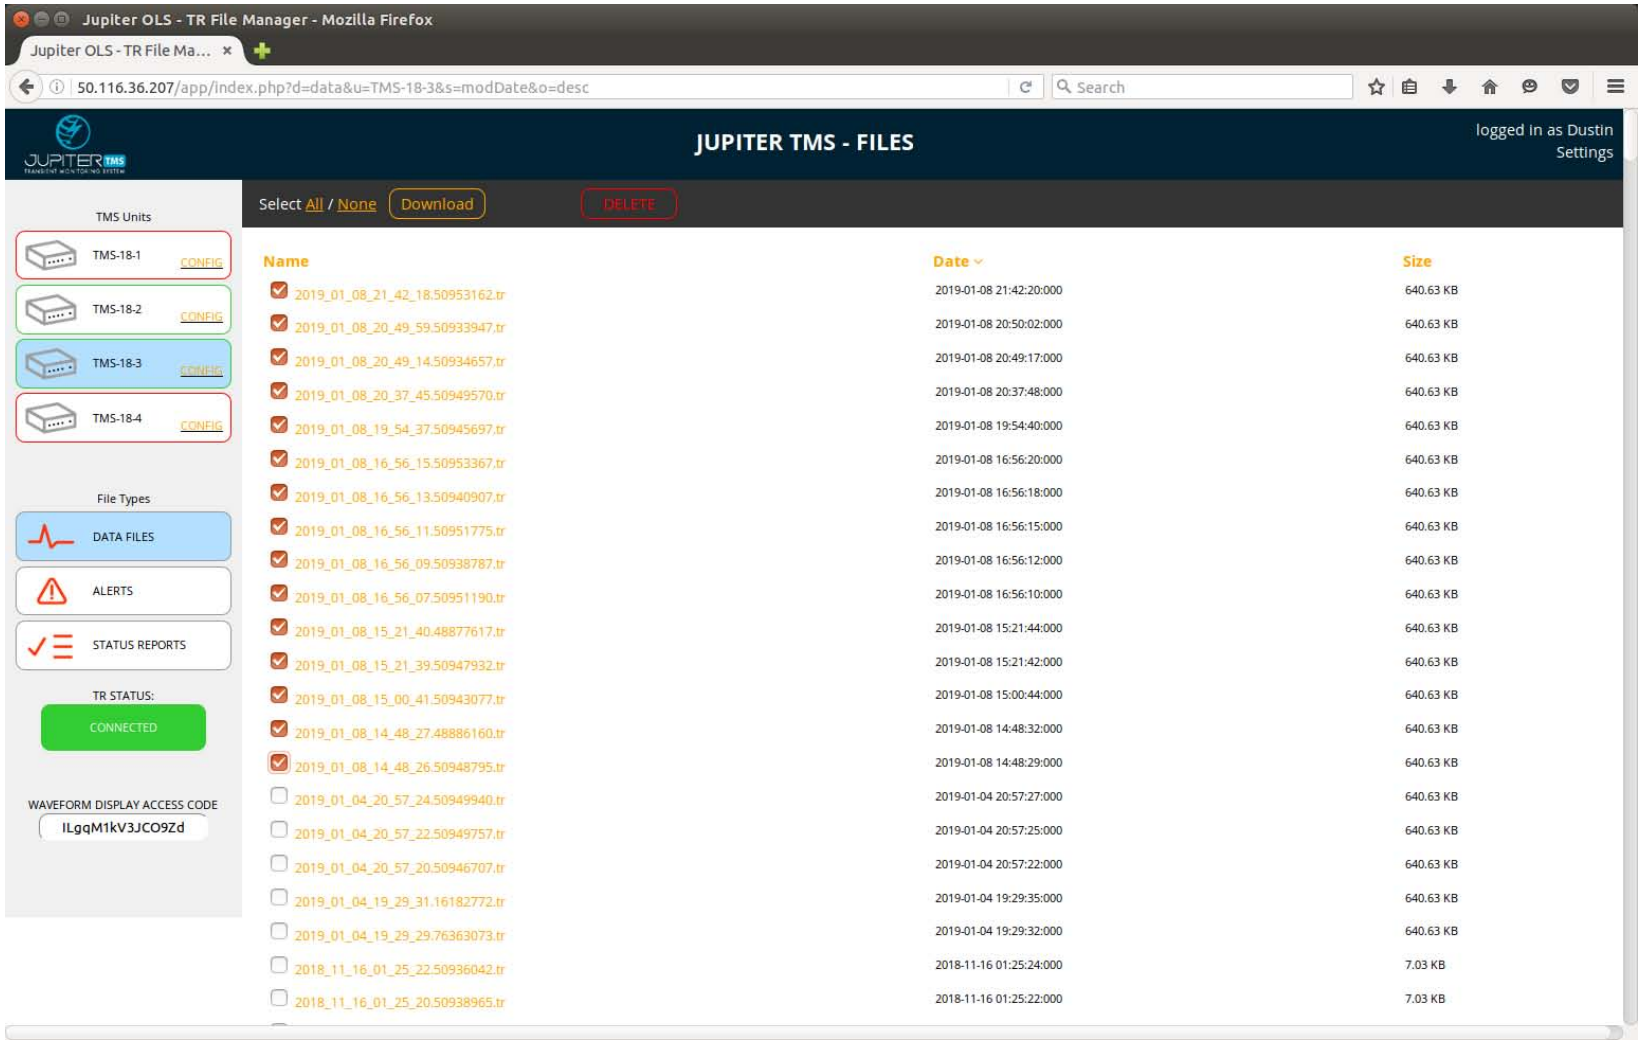 Jupiter OLS - TR File Manager - Mozilla Firefox
Jupiter OLS - TR File Ma... ×
50.116.36.207/app/index.php?d=data&u=TMS-18-3&s=modDate&o=desc
Search
JUPITER TMS
TRANSIENT MONITORING SYSTEM
JUPITER TMS - FILES
logged in as Dustin
Settings
Select All / None Download DELETE
TMS Units
TMS-18-1 CONFIG
TMS-18-2 CONFIG
TMS-18-3 CONFIG
TMS-18-4 CONFIG
File Types
DATA FILES
ALERTS
STATUS REPORTS
TR STATUS:
CONNECTED
WAVEFORM DISPLAY ACCESS CODE
ILgqM1kV3JCO9Zd
Name Date Size
2019_01_08_21_42_18.50953162.tr 2019-01-08 21:42:20:000 640.63 KB
2019_01_08_20_49_59.50933947.tr 2019-01-08 20:50:02:000 640.63 KB
2019_01_08_20_49_14.50934657.tr 2019-01-08 20:49:17:000 640.63 KB
2019_01_08_20_37_45.50949570.tr 2019-01-08 20:37:48:000 640.63 KB
2019_01_08_19_54_37.50945697.tr 2019-01-08 19:54:40:000 640.63 KB
2019_01_08_16_56_15.50953367.tr 2019-01-08 16:56:20:000 640.63 KB
2019_01_08_16_56_13.50940907.tr 2019-01-08 16:56:18:000 640.63 KB
2019_01_08_16_56_11.50951775.tr 2019-01-08 16:56:15:000 640.63 KB
2019_01_08_16_56_09.50938787.tr 2019-01-08 16:56:12:000 640.63 KB
2019_01_08_16_56_07.50951190.tr 2019-01-08 16:56:10:000 640.63 KB
2019_01_08_15_21_40.48877617.tr 2019-01-08 15:21:44:000 640.63 KB
2019_01_08_15_21_39.50947932.tr 2019-01-08 15:21:42:000 640.63 KB
2019_01_08_15_00_41.50943077.tr 2019-01-08 15:00:44:000 640.63 KB
2019_01_08_14_48_27.48886160.tr 2019-01-08 14:48:32:000 640.63 KB
2019_01_08_14_48_26.50948795.tr 2019-01-08 14:48:29:000 640.63 KB
2019_01_04_20_57_24.50949940.tr 2019-01-04 20:57:27:000 640.63 KB
2019_01_04_20_57_22.50949757.tr 2019-01-04 20:57:25:000 640.63 KB
2019_01_04_20_57_20.50946707.tr 2019-01-04 20:57:22:000 640.63 KB
2019_01_04_19_29_31.16182772.tr 2019-01-04 19:29:35:000 640.63 KB
2019_01_04_19_29_29.76363073.tr 2019-01-04 19:29:32:000 640.63 KB
2018_11_16_01_25_22.50936042.tr 2018-11-16 01:25:24:000 7.03 KB
2018_11_16_01_25_20.50938965.tr 2018-11-16 01:25:22:000 7.03 KB